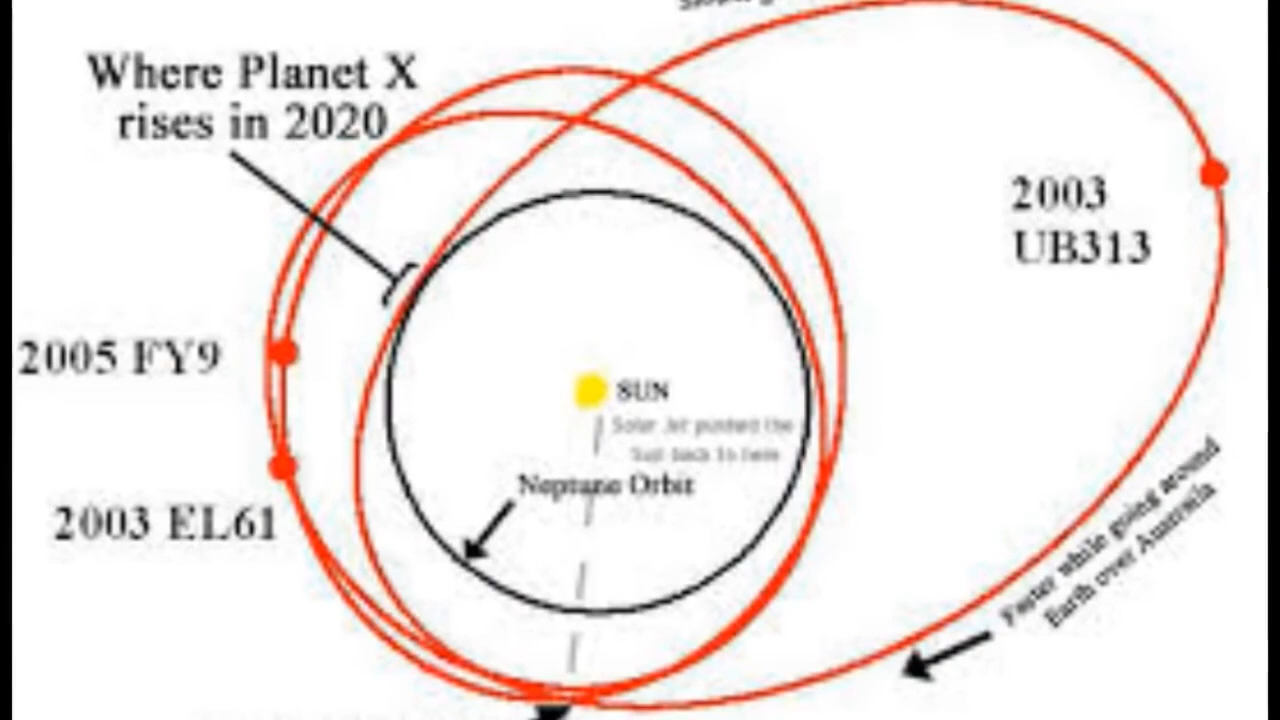 Where Planet X
rises in 2020
2003
UB313
2005 FY9
SUN
Solar Jet pushed the
Sun back to here
Neptune Orbit
2003 EL61
Faster while going around
Earth over Australia